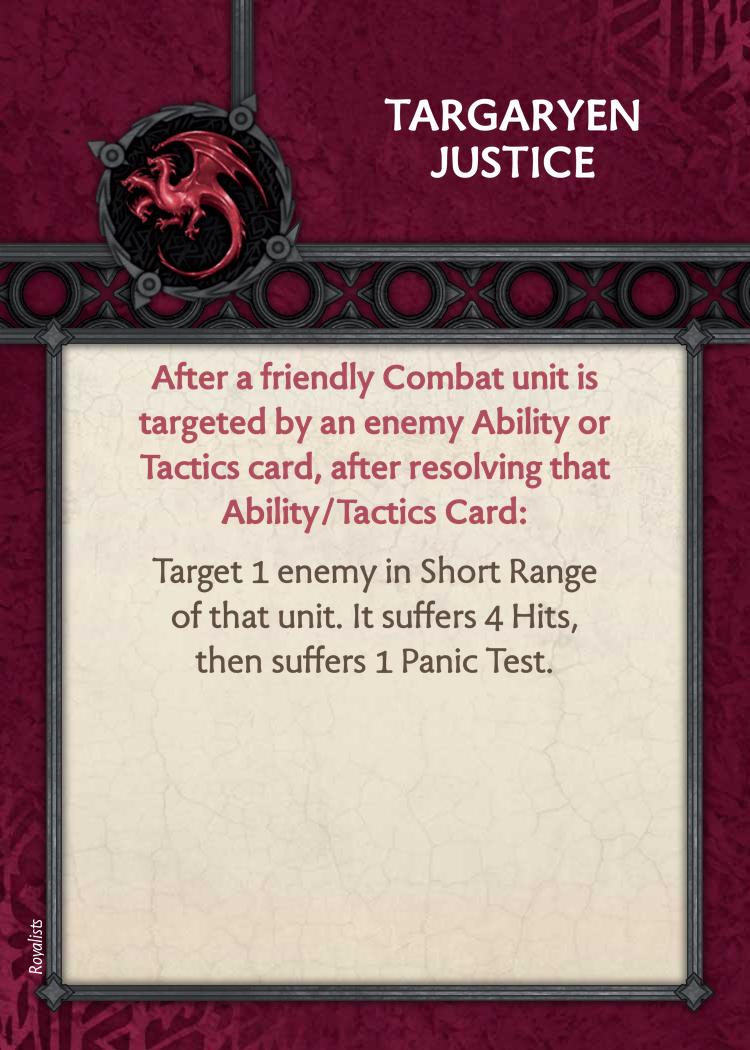 TARGARYEN
JUSTICE
After a friendly Combat unit is
targeted by an enemy Ability or
Tactics card, after resolving that
Ability/Tactics Card:
Target 1 enemy in Short Range
of that unit. It suffers 4 Hits,
then suffers 1 Panic Test.
Royalists